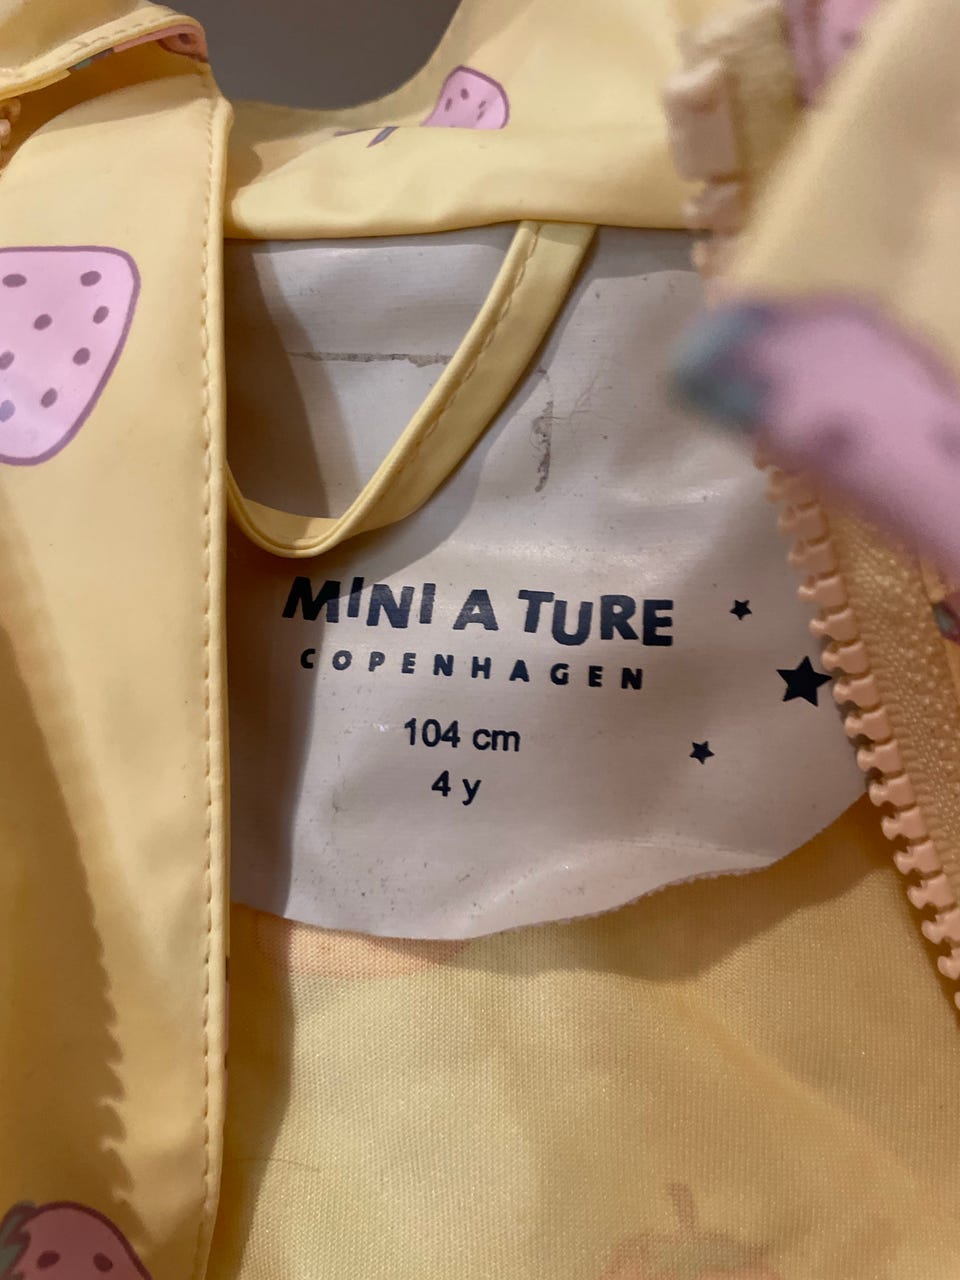 MINI A TURE
COPENHAGEN
104 cm
4 y